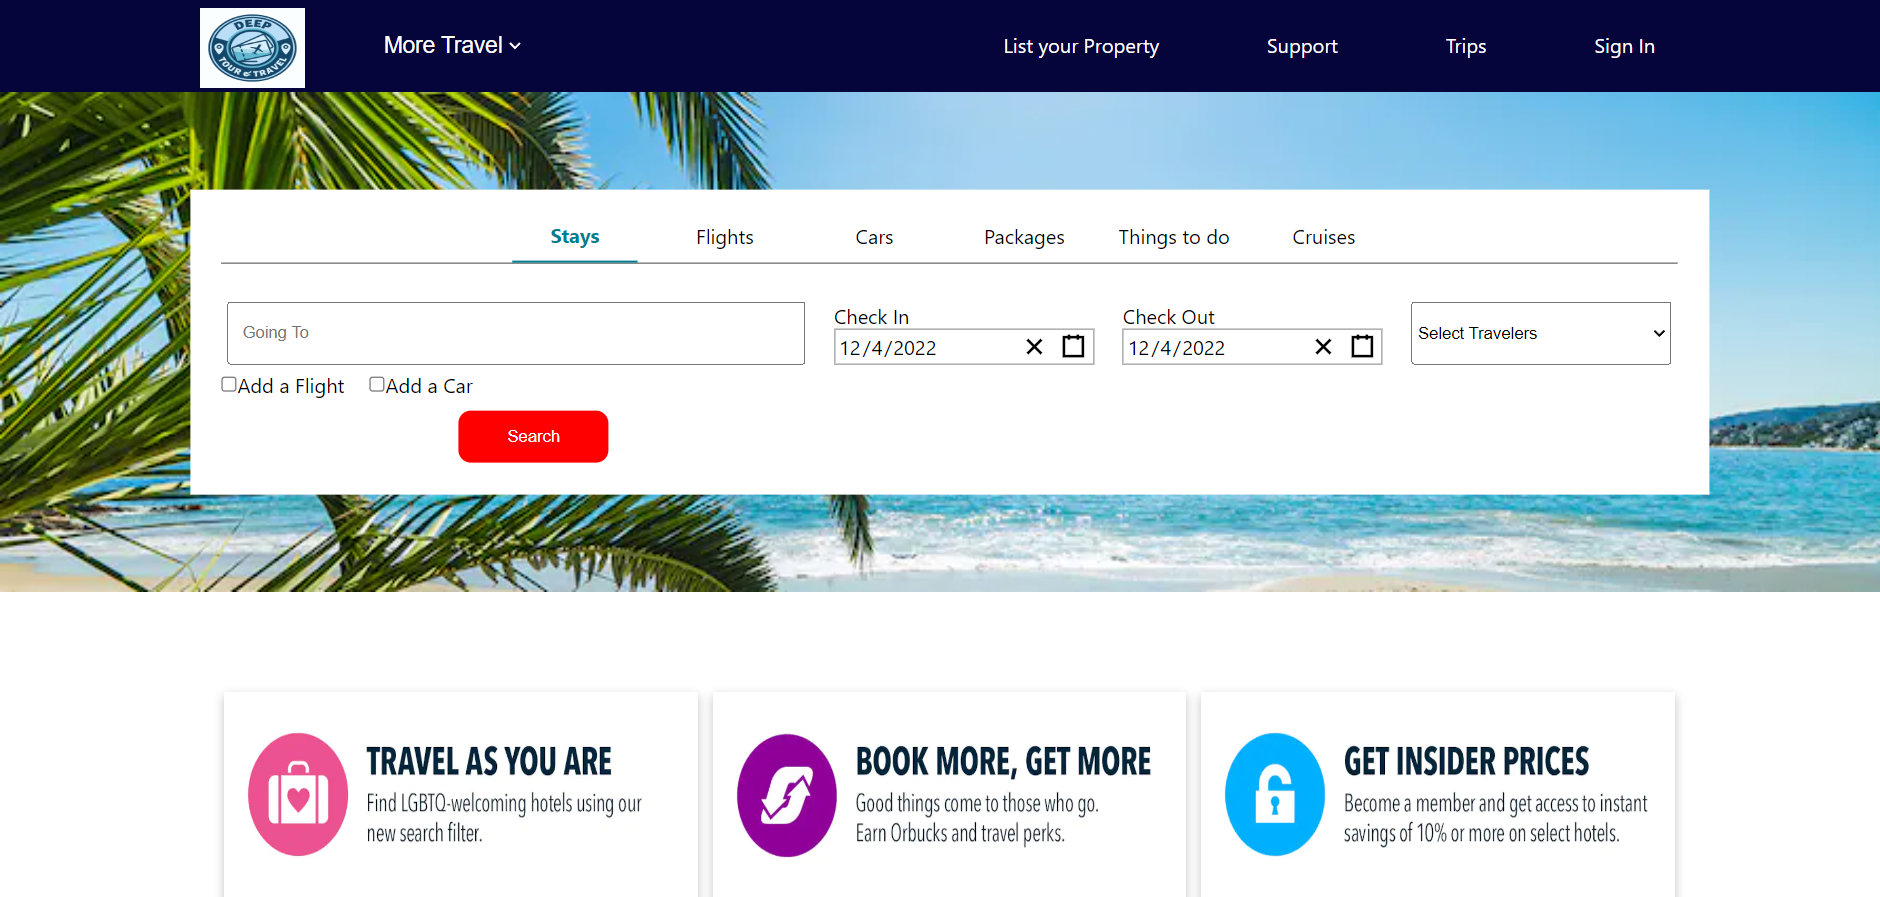 DEEP
TOUR & TRAVEL
More Travel
List your Property
Support
Trips
Sign In
Stays
Flights
Cars
Packages
Things to do
Cruises
Going To
Check In
12/4/2022
Check Out
12/4/2022
Select Travelers
Add a Flight
Add a Car
Search
TRAVEL AS YOU ARE
Find LGBTQ-welcoming hotels using our
new search filter.
BOOK MORE, GET MORE
Good things come to those who go.
Earn Orbucks and travel perks.
GET INSIDER PRICES
Become a member and get access to instant
savings of 10% or more on select hotels.